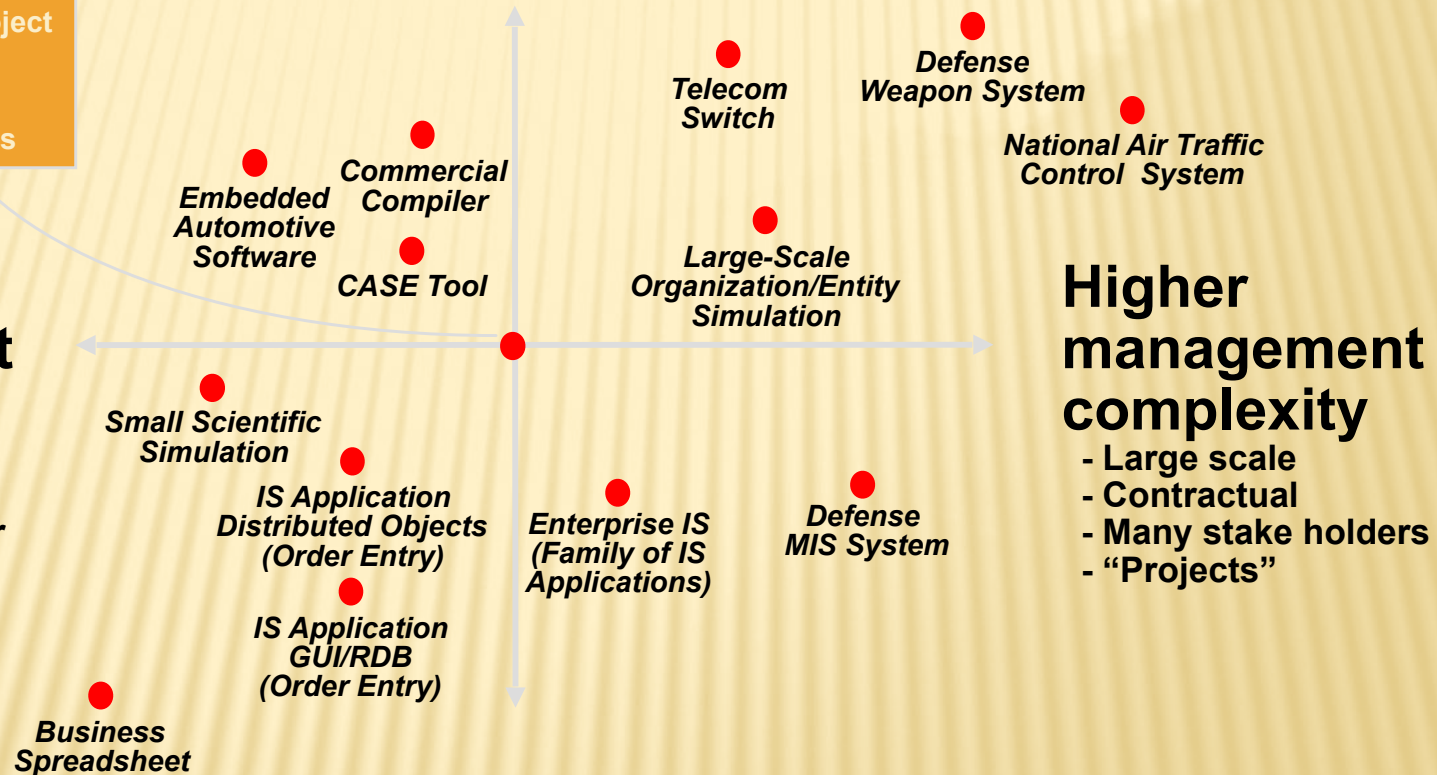 ject
s
Telecom
Switch
Defense
Weapon System
National Air Traffic
Control System
Commercial
Compiler
Embedded
Automotive
Software
CASE Tool
Large-Scale
Organization/Entity
Simulation
t
Higher
management
complexity
- Large scale
- Contractual
- Many stake holders
- “Projects”
Small Scientific
Simulation
IS Application
Distributed Objects
(Order Entry)
r
Enterprise IS
(Family of IS
Applications)
Defense
MIS System
IS Application
GUI/RDB
(Order Entry)
Business
Spreadsheet